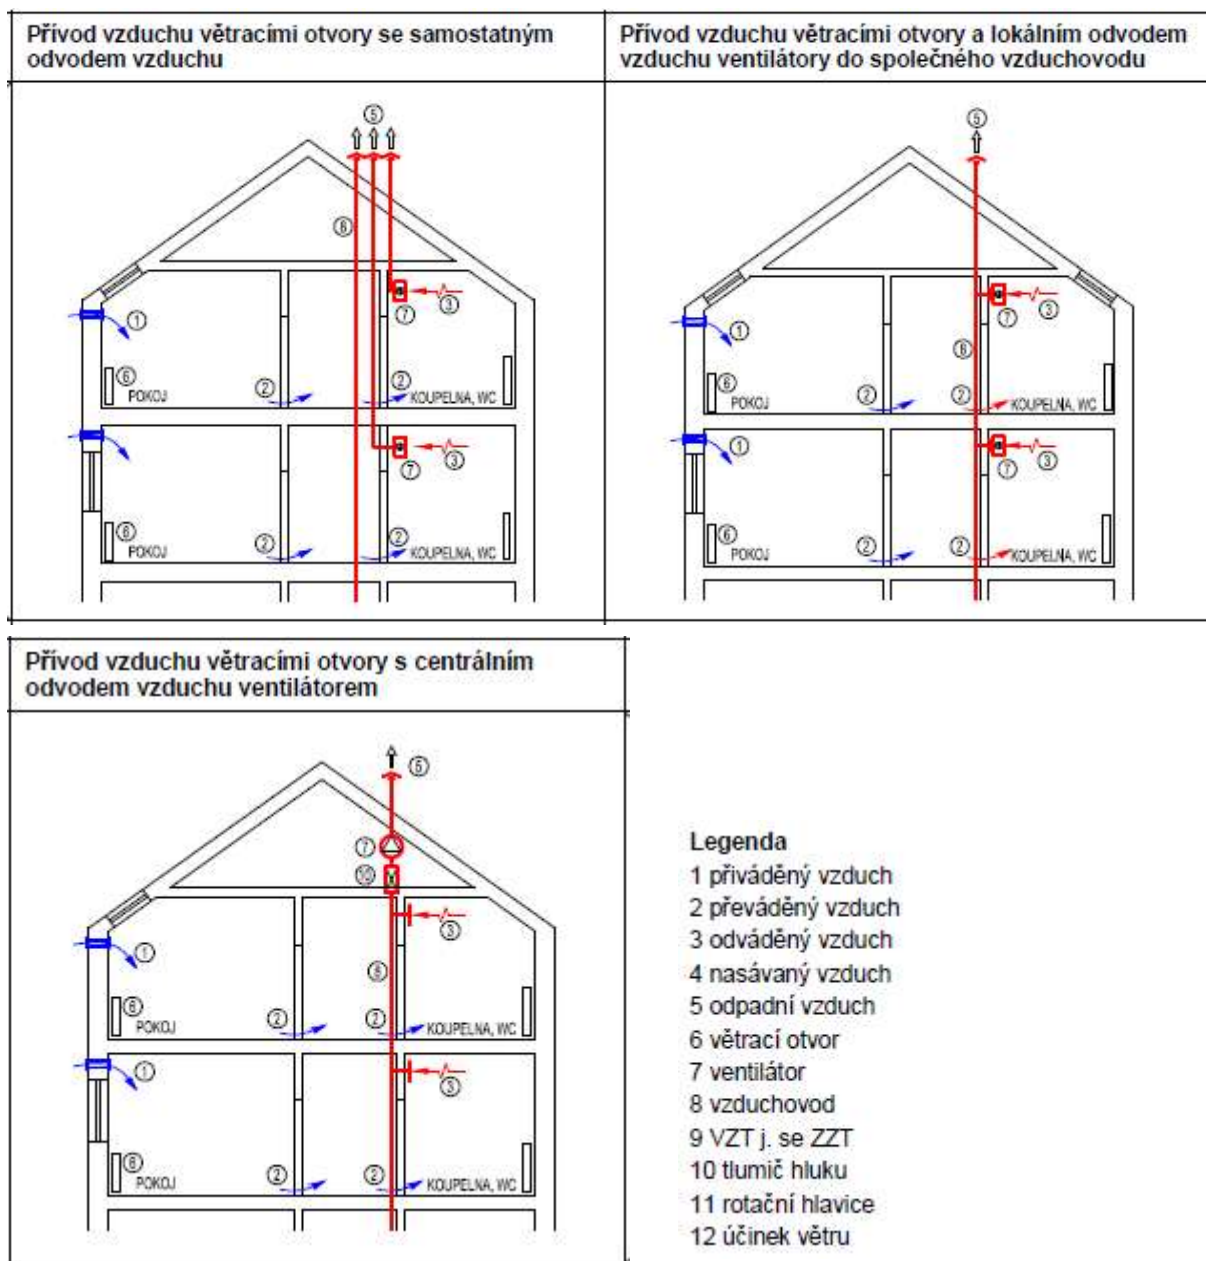 Přívod vzduchu větracími otvory se samostatným
odvodem vzduchu
5
8
3
7
1
6
POKOJ
2
2
KOUPELNA, WC
3
7
6
POKOJ
2
2
KOUPELNA, WC
Přívod vzduchu větracími otvory a lokálním odvodem
vzduchu ventilátory do společného vzduchovodu
5
3
7
1
8
6
POKOJ
2
2
KOUPELNA, WC
1
3
7
6
POKOJ
2
2
KOUPELNA, WC
Přívod vzduchu větracími otvory s centrálním
odvodem vzduchu ventilátorem
5
7
10
3
1
8
6
POKOJ
2
2
KOUPELNA, WC
1
3
6
POKOJ
2
2
KOUPELNA, WC
Legenda
1 přiváděný vzduch
2 převáděný vzduch
3 odváděný vzduch
4 nasávaný vzduch
5 odpadní vzduch
6 větrací otvor
7 ventilátor
8 vzduchovod
9 VZT j. se ZZT
10 tlumič hluku
11 rotační hlavice
12 účinek větru